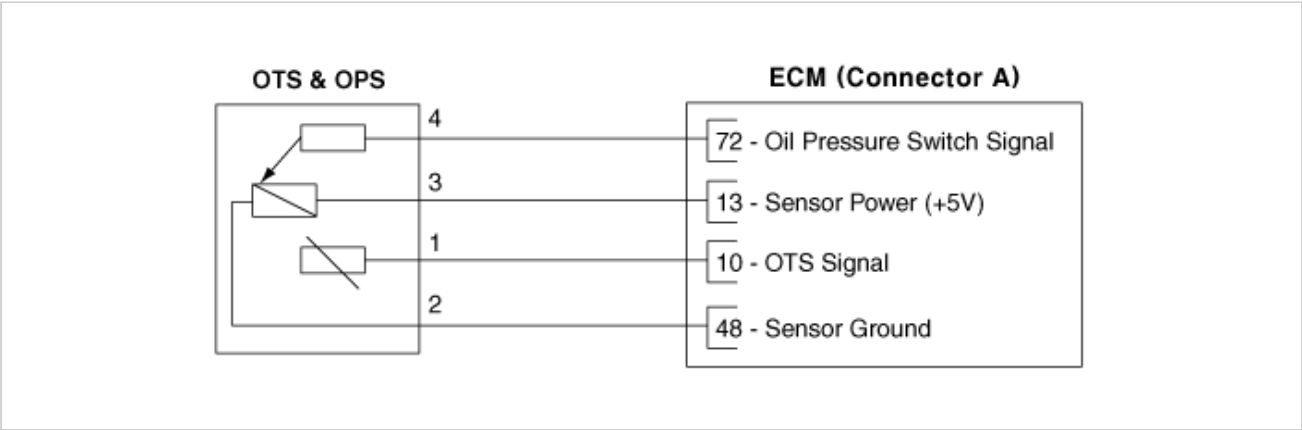 OTS & OPS
ECM (Connector A)
4
72 - Oil Pressure Switch Signal
3
13 - Sensor Power (+5V)
1
10 - OTS Signal
2
48 - Sensor Ground